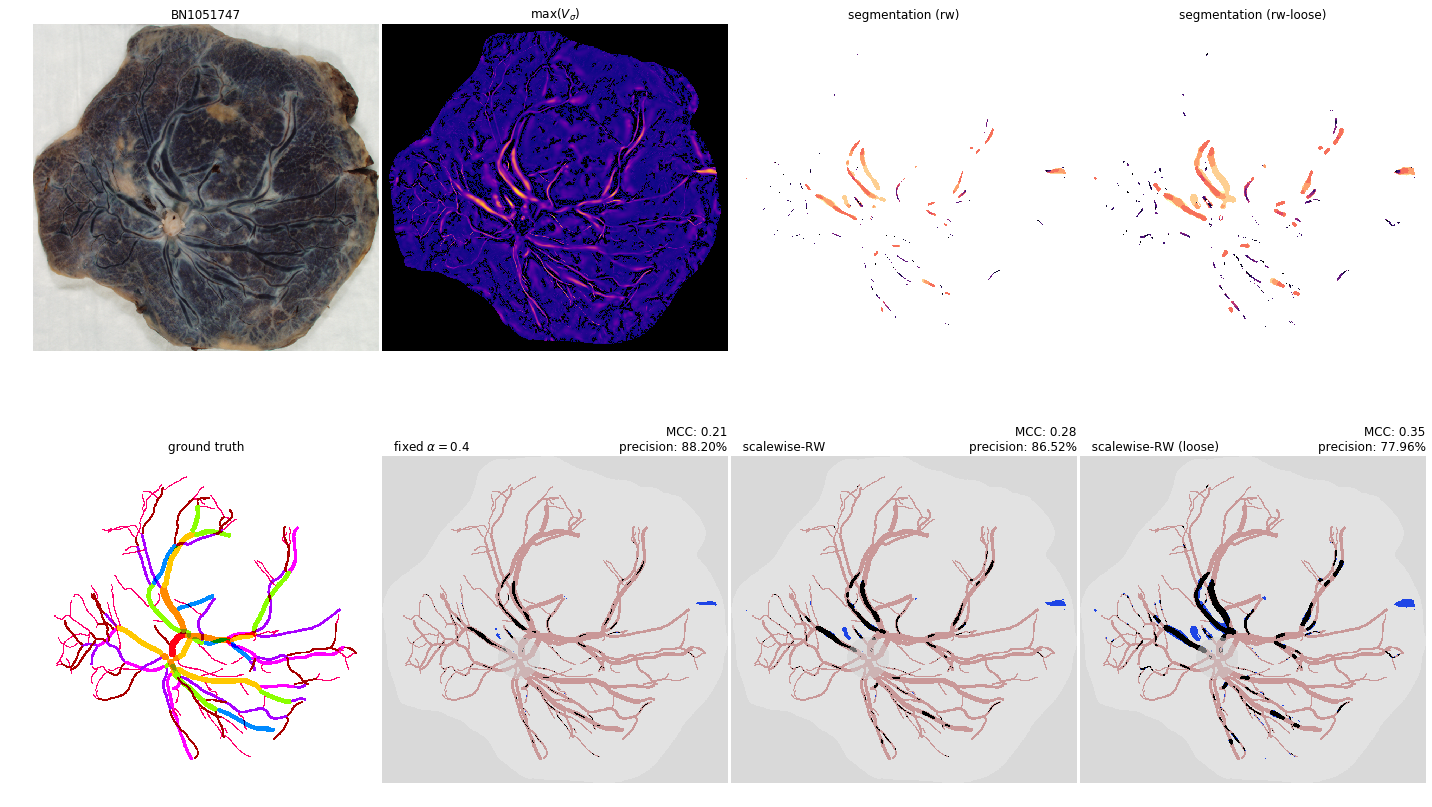 BN1051747
max(V_σ)
segmentation (rw)
segmentation (rw-loose)
ground truth
fixed α = 0.4
MCC: 0.21
precision: 88.20%
scalewise-RW
MCC: 0.28
precision: 86.52%
scalewise-RW (loose)
MCC: 0.35
precision: 77.96%